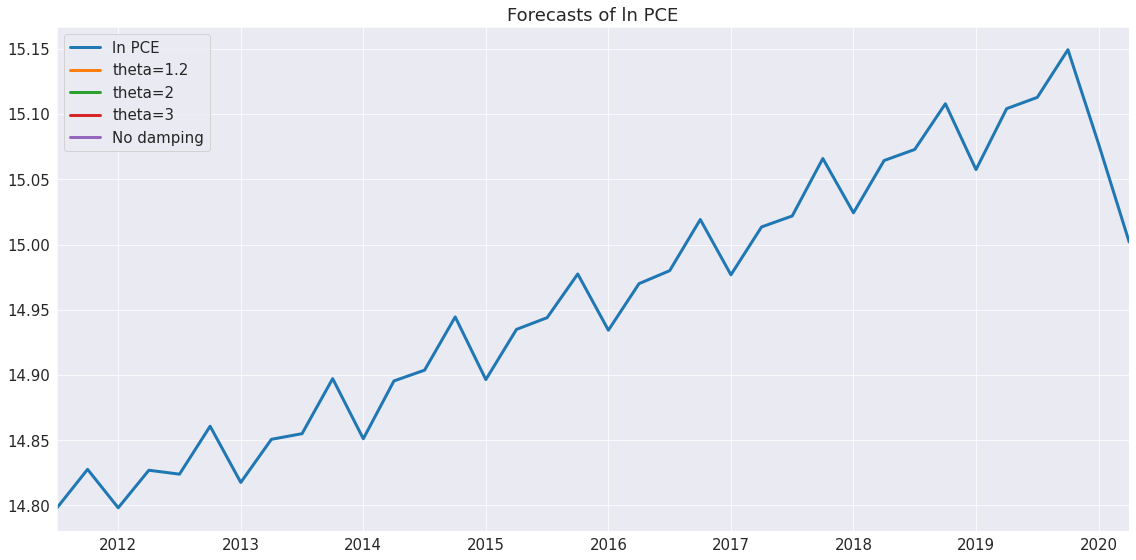 Forecasts of ln PCE
ln PCE
theta=1.2
theta=2
theta=3
No damping
15.15
15.10
15.05
15.00
14.95
14.90
14.85
14.80
2012 2013 2014 2015 2016 2017 2018 2019 2020